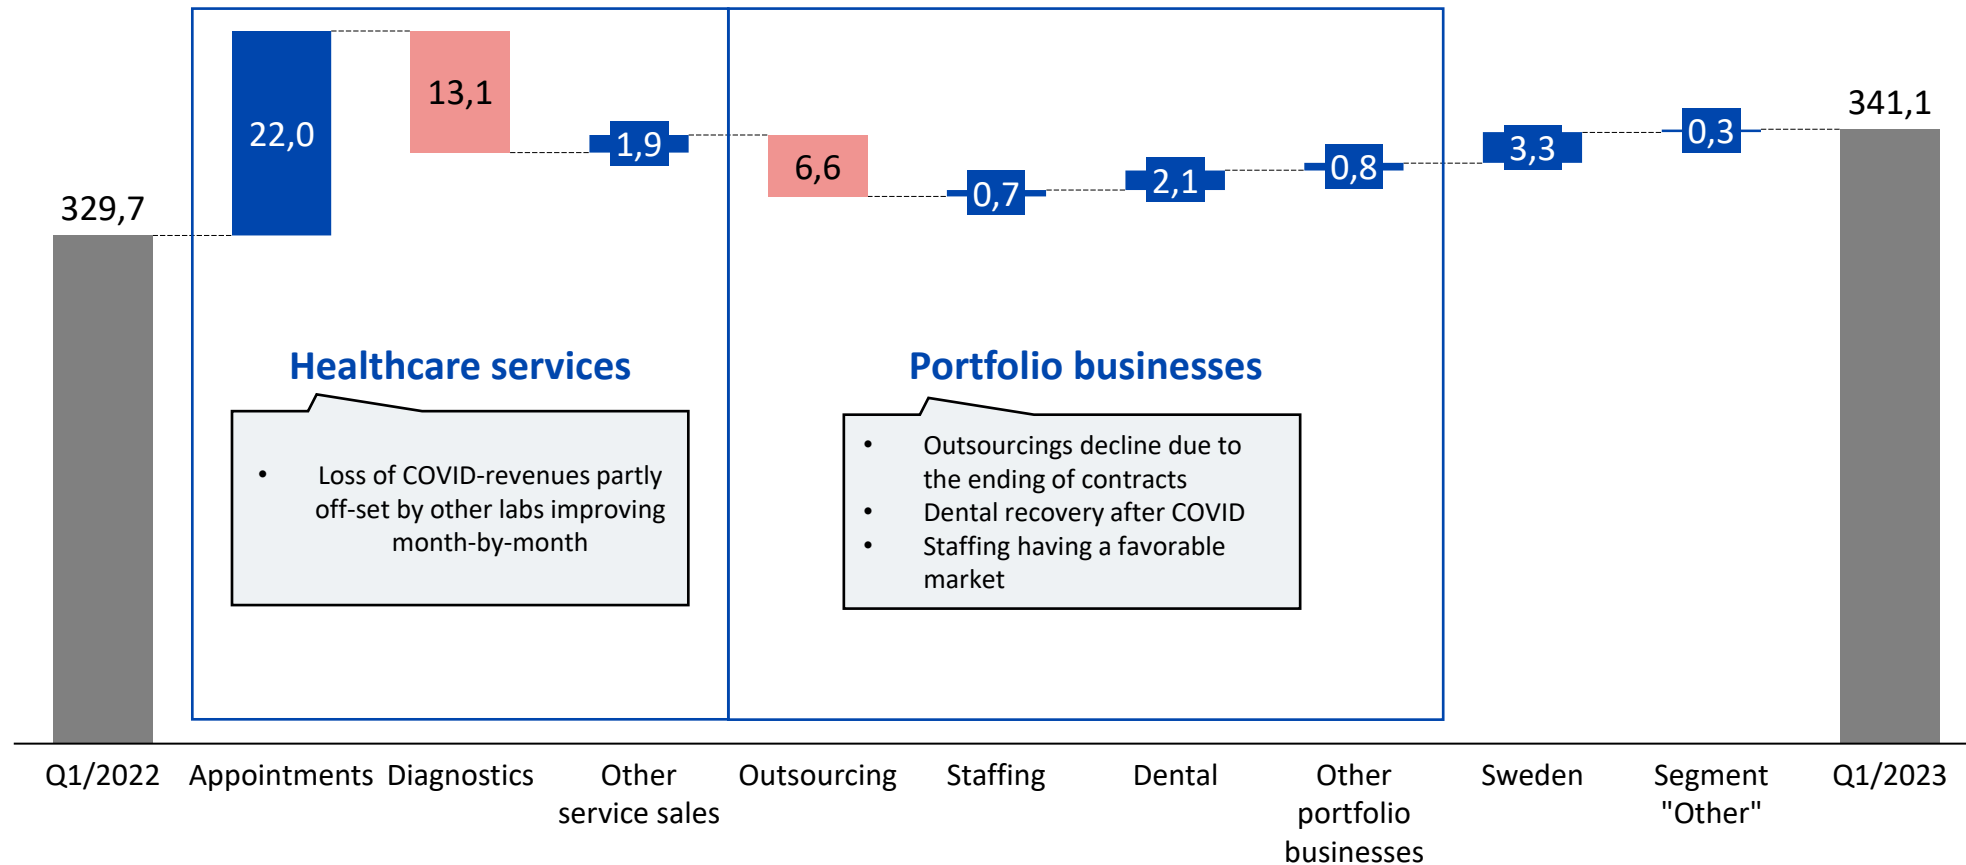 329,7
22,0
13,1
1,9
6,6
0,7
2,1
0,8
3,3
0,3
341,1
Healthcare services
• Loss of COVID-revenues partly
off-set by other labs improving
month-by-month
Portfolio businesses
• Outsourcings decline due to
the ending of contracts
• Dental recovery after COVID
• Staffing having a favorable
market
Q1/2022
Appointments
Diagnostics
Other
service sales
Outsourcing
Staffing
Dental
Other
portfolio
businesses
Sweden
Segment
"Other"
Q1/2023